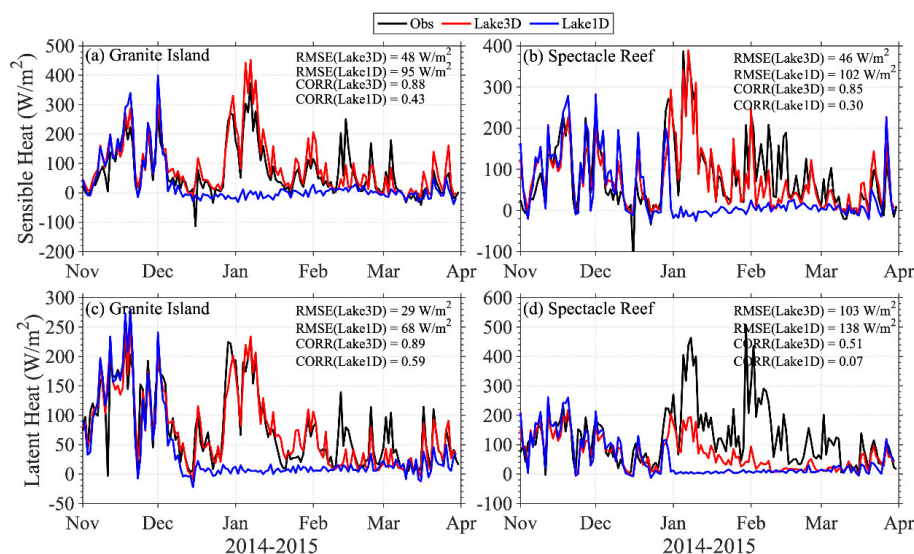 Obs Lake3D Lake1D
(a) Granite Island
RMSE(Lake3D) = 48 W/m²
RMSE(Lake1D) = 95 W/m²
CORR(Lake3D) = 0.88
CORR(Lake1D) = 0.43
Sensible Heat (W/m²)
500
400
300
200
100
0
-100
-200
Nov Dec Jan Feb Mar Apr
(b) Spectacle Reef
RMSE(Lake3D) = 46 W/m²
RMSE(Lake1D) = 102 W/m²
CORR(Lake3D) = 0.85
CORR(Lake1D) = 0.30
400
300
200
100
0
-100
Nov Dec Jan Feb Mar Apr
(c) Granite Island
RMSE(Lake3D) = 29 W/m²
RMSE(Lake1D) = 68 W/m²
CORR(Lake3D) = 0.89
CORR(Lake1D) = 0.59
Latent Heat (W/m²)
300
250
200
150
100
50
0
-50
Nov Dec Jan Feb Mar Apr
2014-2015
(d) Spectacle Reef
RMSE(Lake3D) = 103 W/m²
RMSE(Lake1D) = 138 W/m²
CORR(Lake3D) = 0.51
CORR(Lake1D) = 0.07
600
500
400
300
200
100
0
-100
Nov Dec Jan Feb Mar Apr
2014-2015